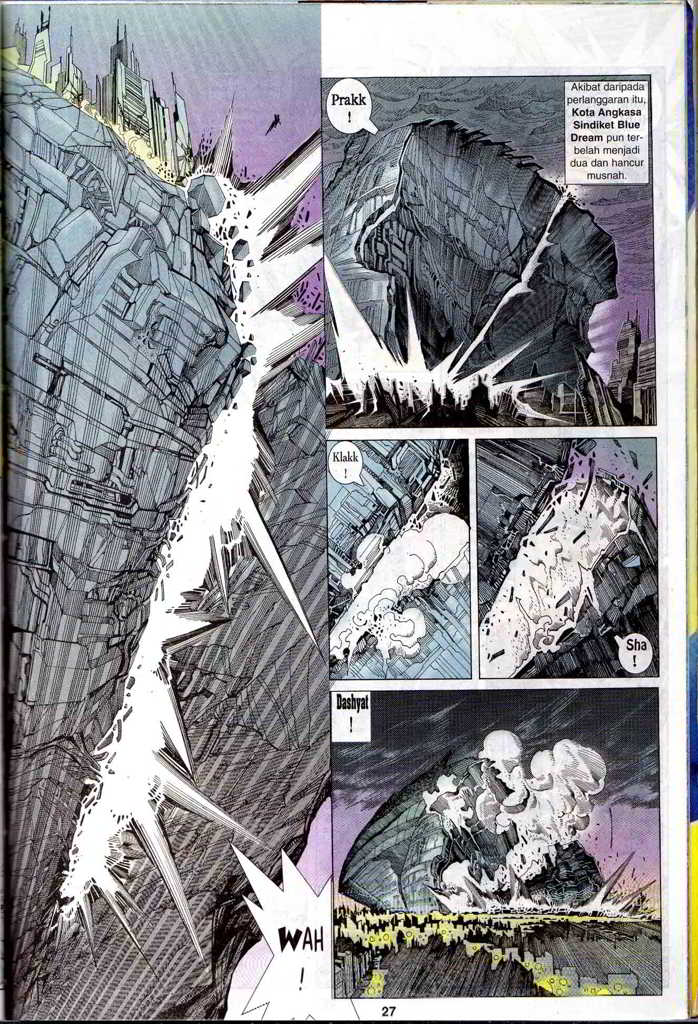 WAH
!
Prakk
!
Akibat daripada
perlanggaran itu,
Kota Angkasa
Sindiket Blue
Dream pun ter-
belah menjadi
dua dan hancur
musnah.
Klakk
!
Sha
!
Dashyat
!
27